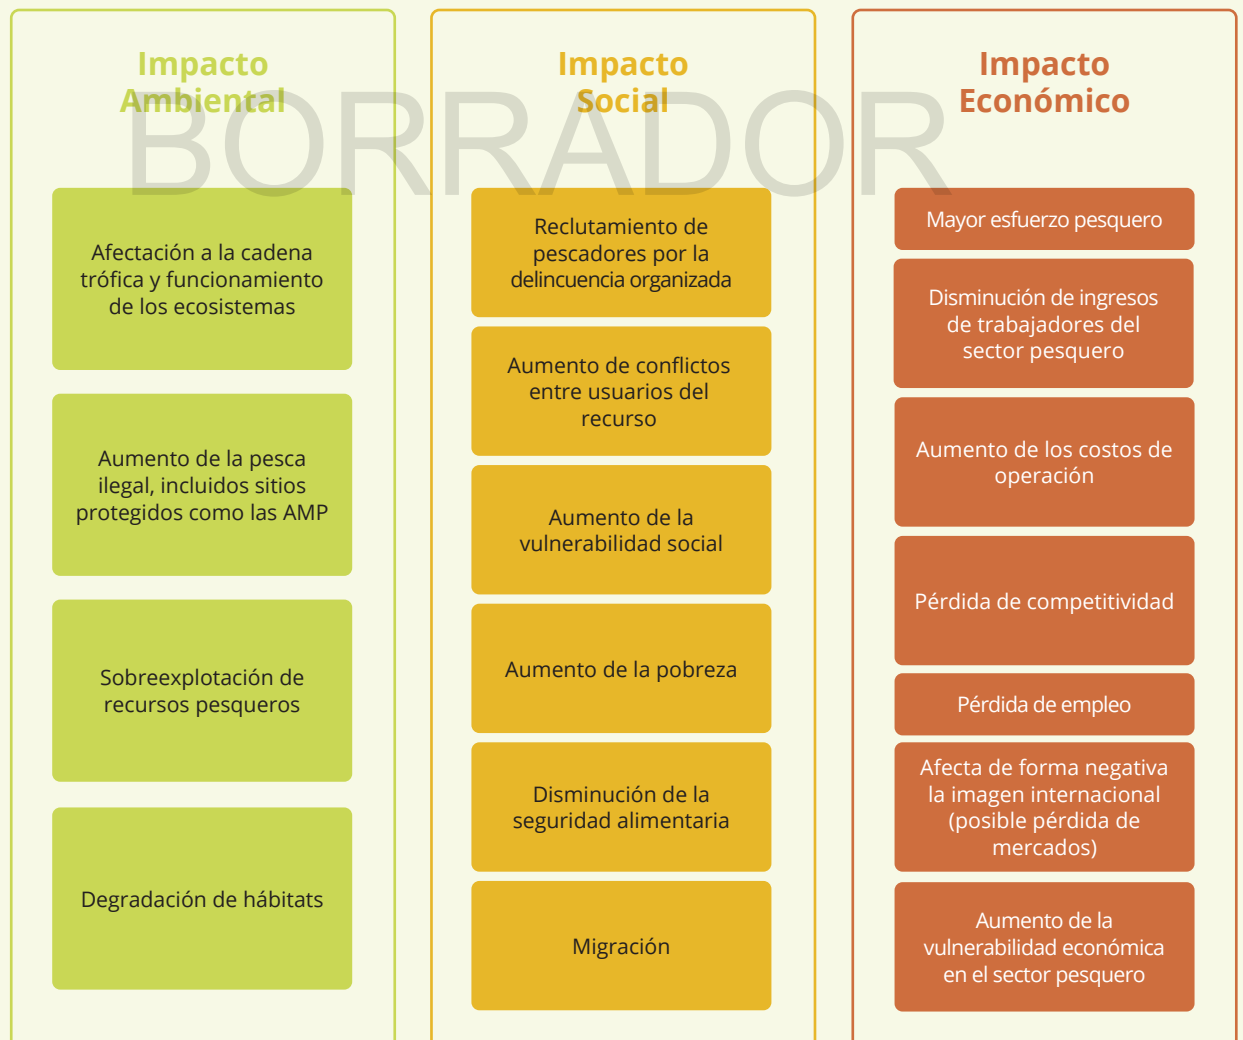 Impacto
Ambiental
BORRADOR
Afectación a la cadena
trófica y funcionamiento
de los ecosistemas
Aumento de la pesca
ilegal, incluidos sitios
protegidos como las AMP
Sobreexplotación de
recursos pesqueros
Degradación de hábitats
Impacto
Social
Reclutamiento de
pescadores por la
delincuencia organizada
Aumento de conflictos
entre usuarios del
recurso
Aumento de la
vulnerabilidad social
Aumento de la pobreza
Disminución de la
seguridad alimentaria
Migración
Impacto
Económico
Mayor esfuerzo pesquero
Disminución de ingresos
de trabajadores del
sector pesquero
Aumento de los costos de
operación
Pérdida de competitividad
Pérdida de empleo
Afecta de forma negativa
la imagen internacional
(posible pérdida de
mercados)
Aumento de la
vulnerabilidad económica
en el sector pesquero